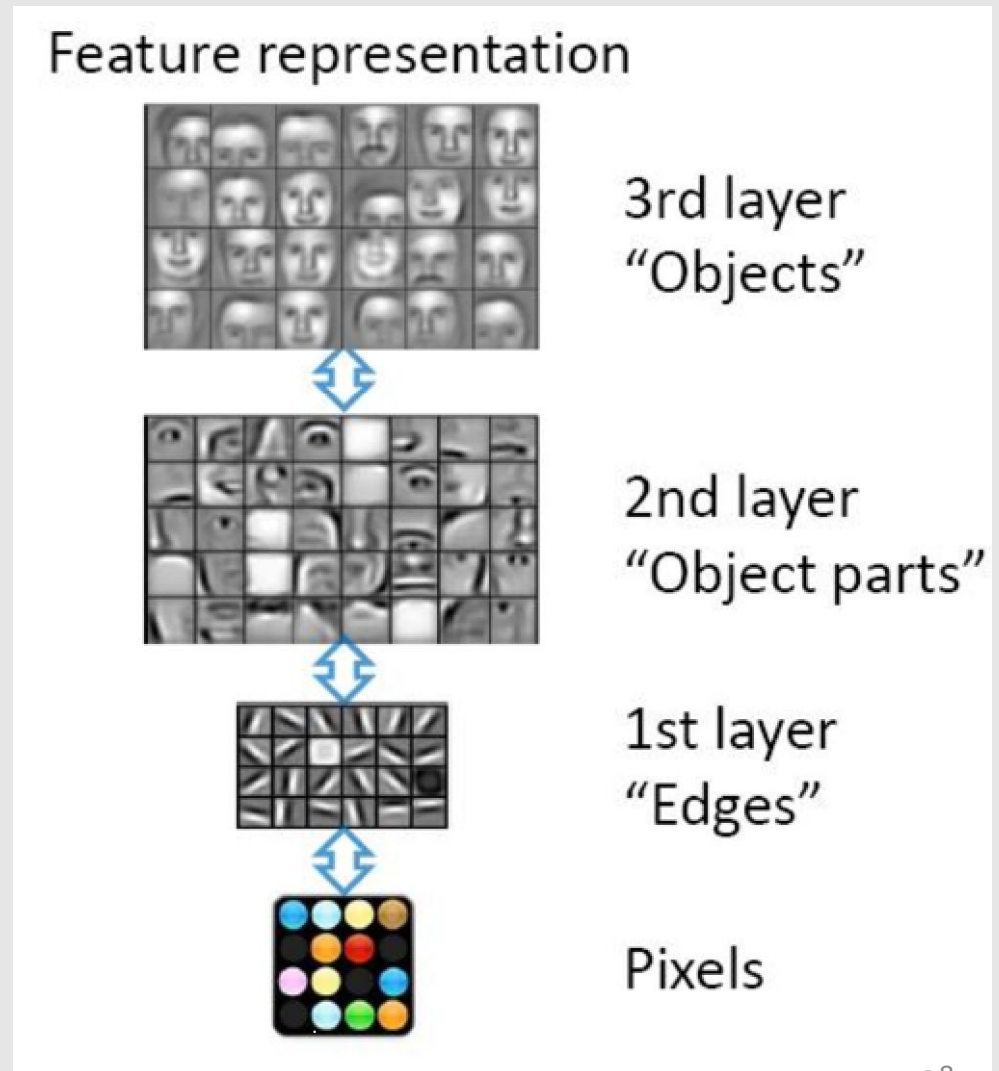 Feature representation
3rd layer
“Objects”
2nd layer
“Object parts”
1st layer
“Edges”
Pixels